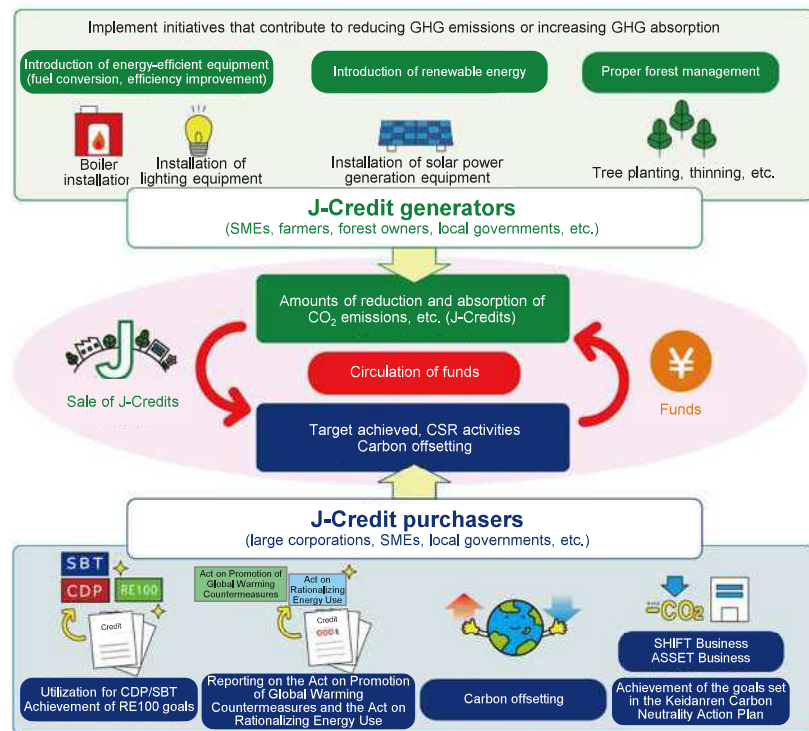 Implement initiatives that contribute to reducing GHG emissions or increasing GHG absorption
Introduction of energy-efficient equipment
(fuel conversion, efficiency improvement)
Introduction of renewable energy
Proper forest management
Boiler
installation
Installation of
lighting equipment
Installation of solar power
generation equipment
Tree planting, thinning, etc.
J-Credit generators
(SMEs, farmers, forest owners, local governments, etc.)
Amounts of reduction and absorption of
CO₂ emissions, etc. (J-Credits)
J
Sale of J-Credits
Circulation of funds
¥
Funds
Target achieved, CSR activities
Carbon offsetting
J-Credit purchasers
(large corporations, SMEs, local governments, etc.)
SBT
CDP
RE100
Credit
Utilization for CDP/SBT
Achievement of RE100 goals
Act on Promotion of
Global Warming
Countermeasures
Act on
Rationalizing
Energy Use
Credit
Reporting on the Act on Promotion
of Global Warming
Countermeasures and the Act on
Rationalizing Energy Use
Carbon offsetting
CO₂
SHIFT Business
ASSET Business
Achievement of the goals set
in the Keidanren Carbon
Neutrality Action Plan